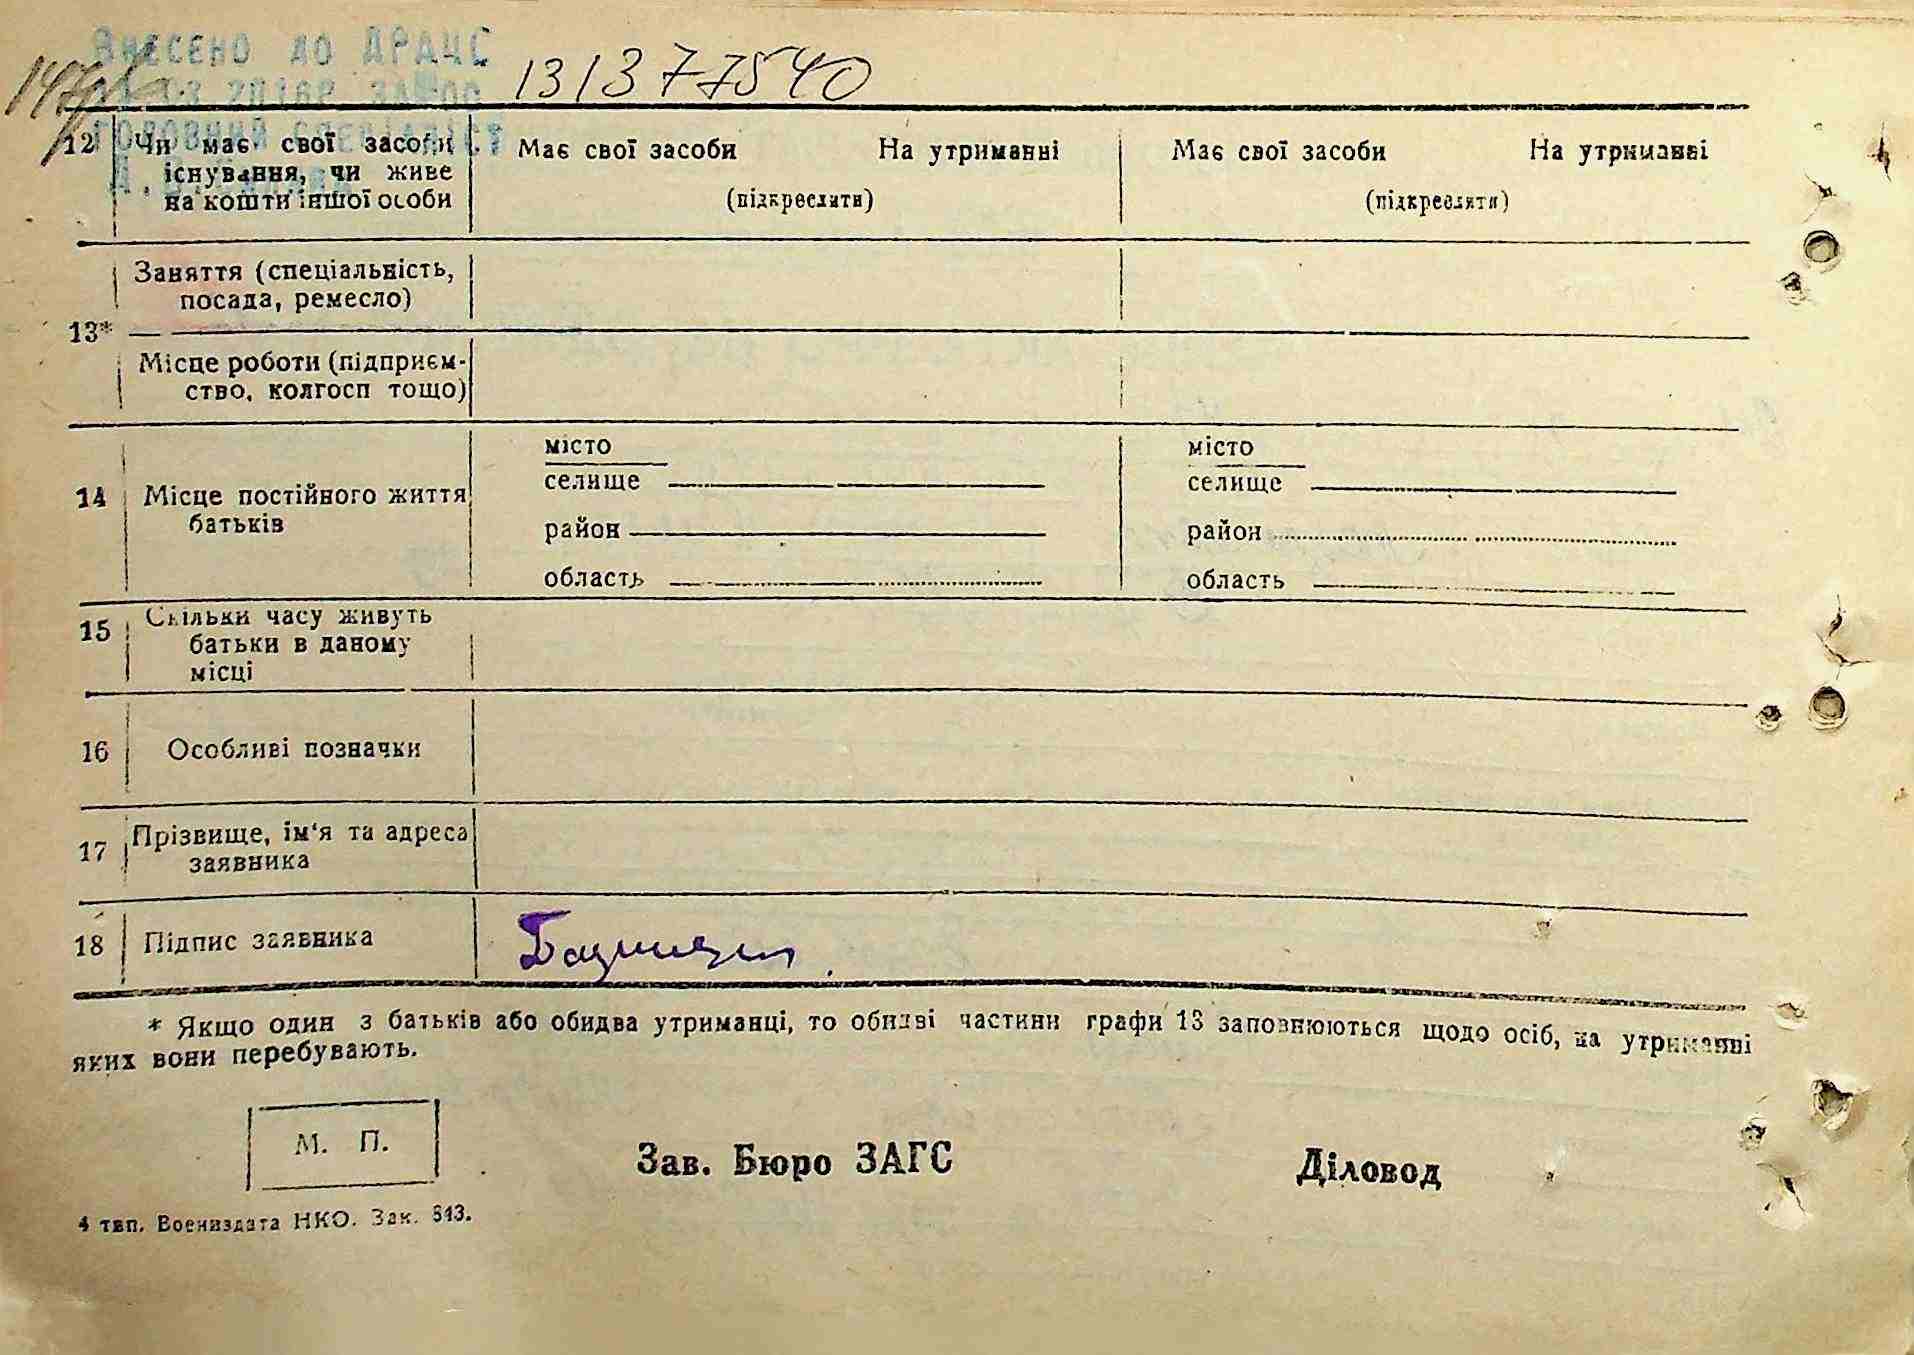 ВНЕСЕНО ДО ДРАЦС
131377540
ГОЛОВНИЙ СПЕЦІАЛІСТ
12 Чи має свої засоби існування, чи живе на кошти іншої особи
Має свої засоби На утриманні
(підкреслити)
Має свої засоби На утриманні
(підкреслити)
13*
Заняття (спеціальність,
посада, ремесло)
Місце роботи (підприєм-
ство, колгосп тощо)
14 Місце постійного життя
батьків
місто
селище
район
область
місто
селище
район
область
15 Скільки часу живуть
батьки в даному
місці
16 Особливі позначки
17 Прізвище, ім'я та адреса
заявника
18 Підпис заявника
* Якщо один з батьків або обидва утриманці, то обидві частини графи 13 заповнюються щодо осіб, на утриманні
яких вони перебувають.
М. П.
Зав. Бюро ЗАГС
Діловод
4 тип. Воениздата НКО. Зак. 843.